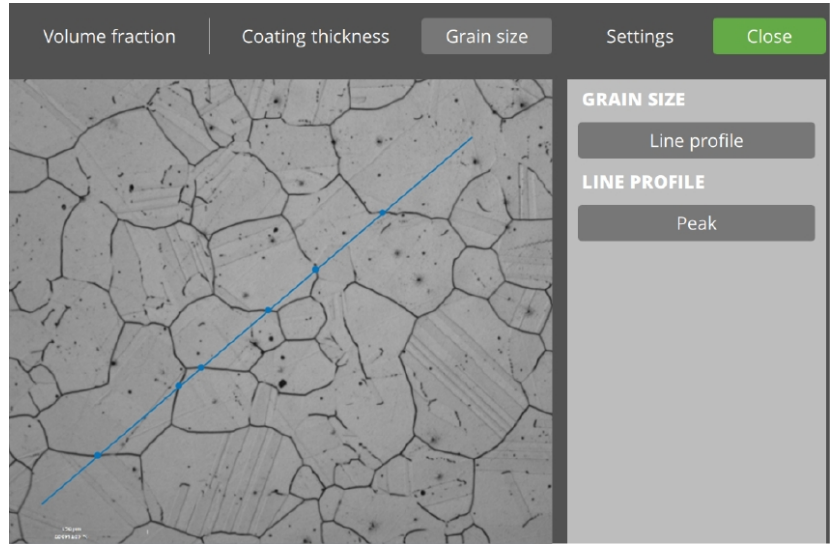 Volume fraction
Coating thickness
Grain size
Settings
Close
GRAIN SIZE
Line profile
LINE PROFILE
Peak